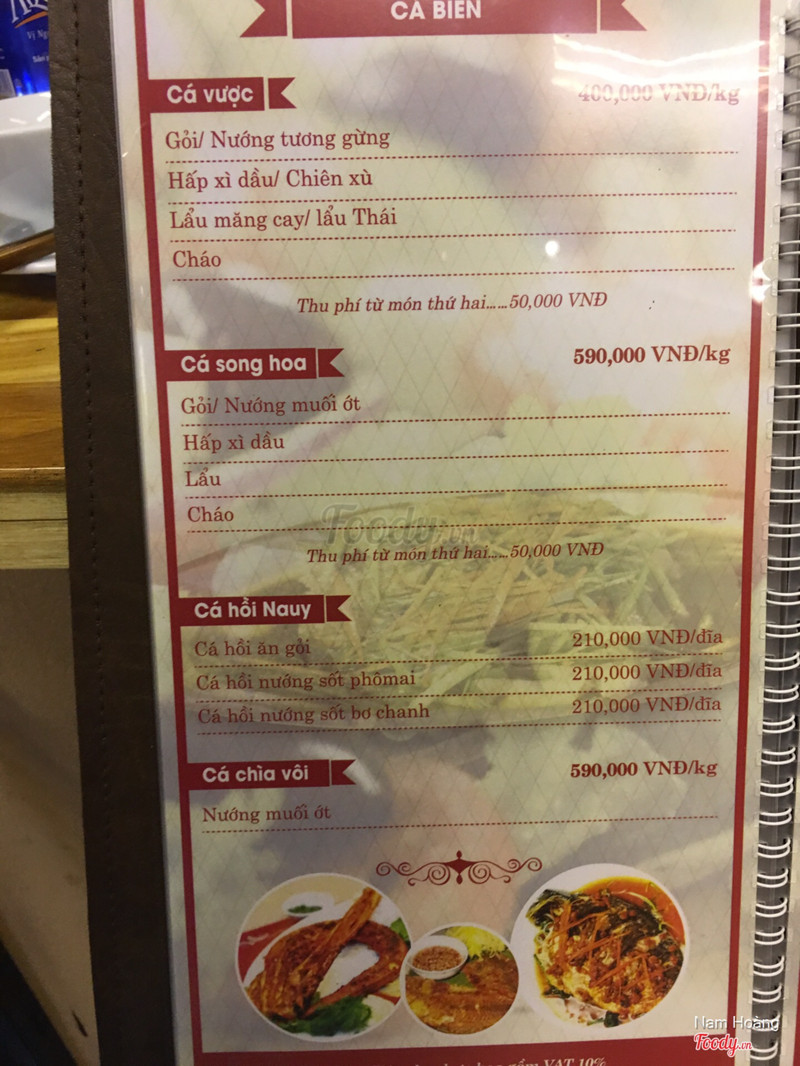 CÁ BIỂN
Cá vược 400,000 VNĐ/kg
Gỏi/ Nướng tương gừng
Hấp xì dầu/ Chiên xù
Lẩu măng cay/ lẩu Thái
Cháo
Thu phí từ món thứ hai......50,000 VNĐ
Cá song hoa 590,000 VNĐ/kg
Gỏi/ Nướng muối ớt
Hấp xì dầu
Lẩu
Cháo
Foody.vn
Thu phí từ món thứ hai......50,000 VNĐ
Cá hồi Nauy
Cá hồi ăn gỏi 210,000 VNĐ/đĩa
Cá hồi nướng sốt phômai 210,000 VNĐ/đĩa
Cá hồi nướng sốt bơ chanh 210,000 VNĐ/đĩa
Cá chìa vôi 590,000 VNĐ/kg
Nướng muối ớt
Nam Hoàng
Foody.vn
gồm VAT 10%